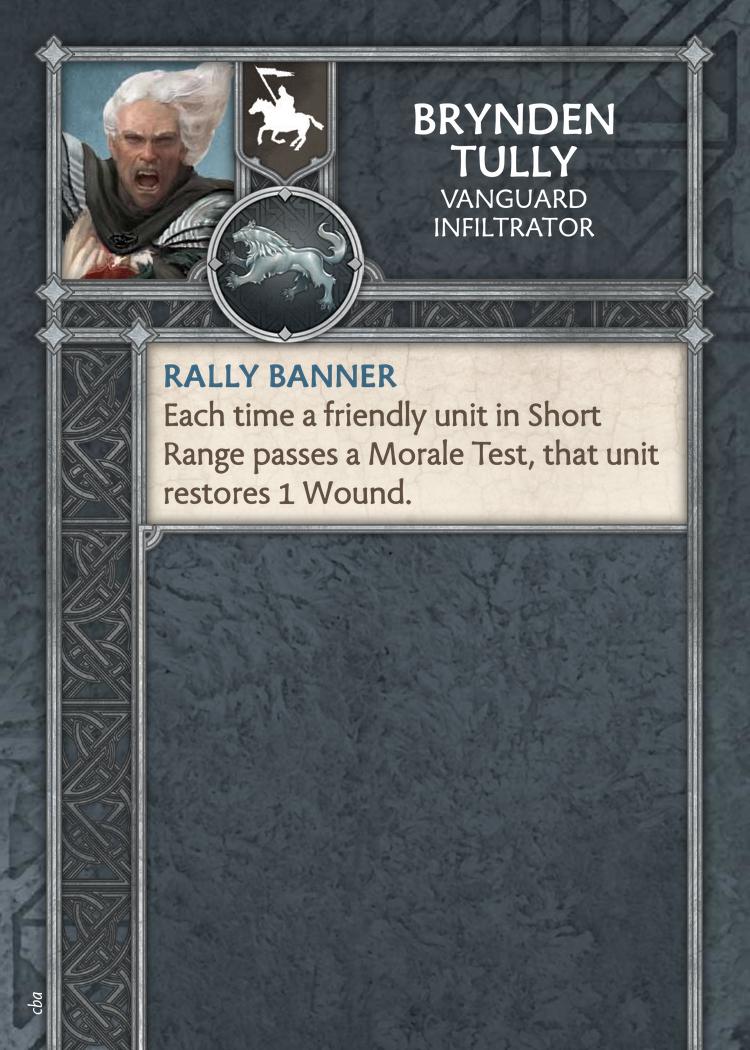 BRYNDEN
TULLY
VANGUARD
INFILTRATOR
RALLY BANNER
Each time a friendly unit in Short
Range passes a Morale Test, that unit
restores 1 Wound.
cba